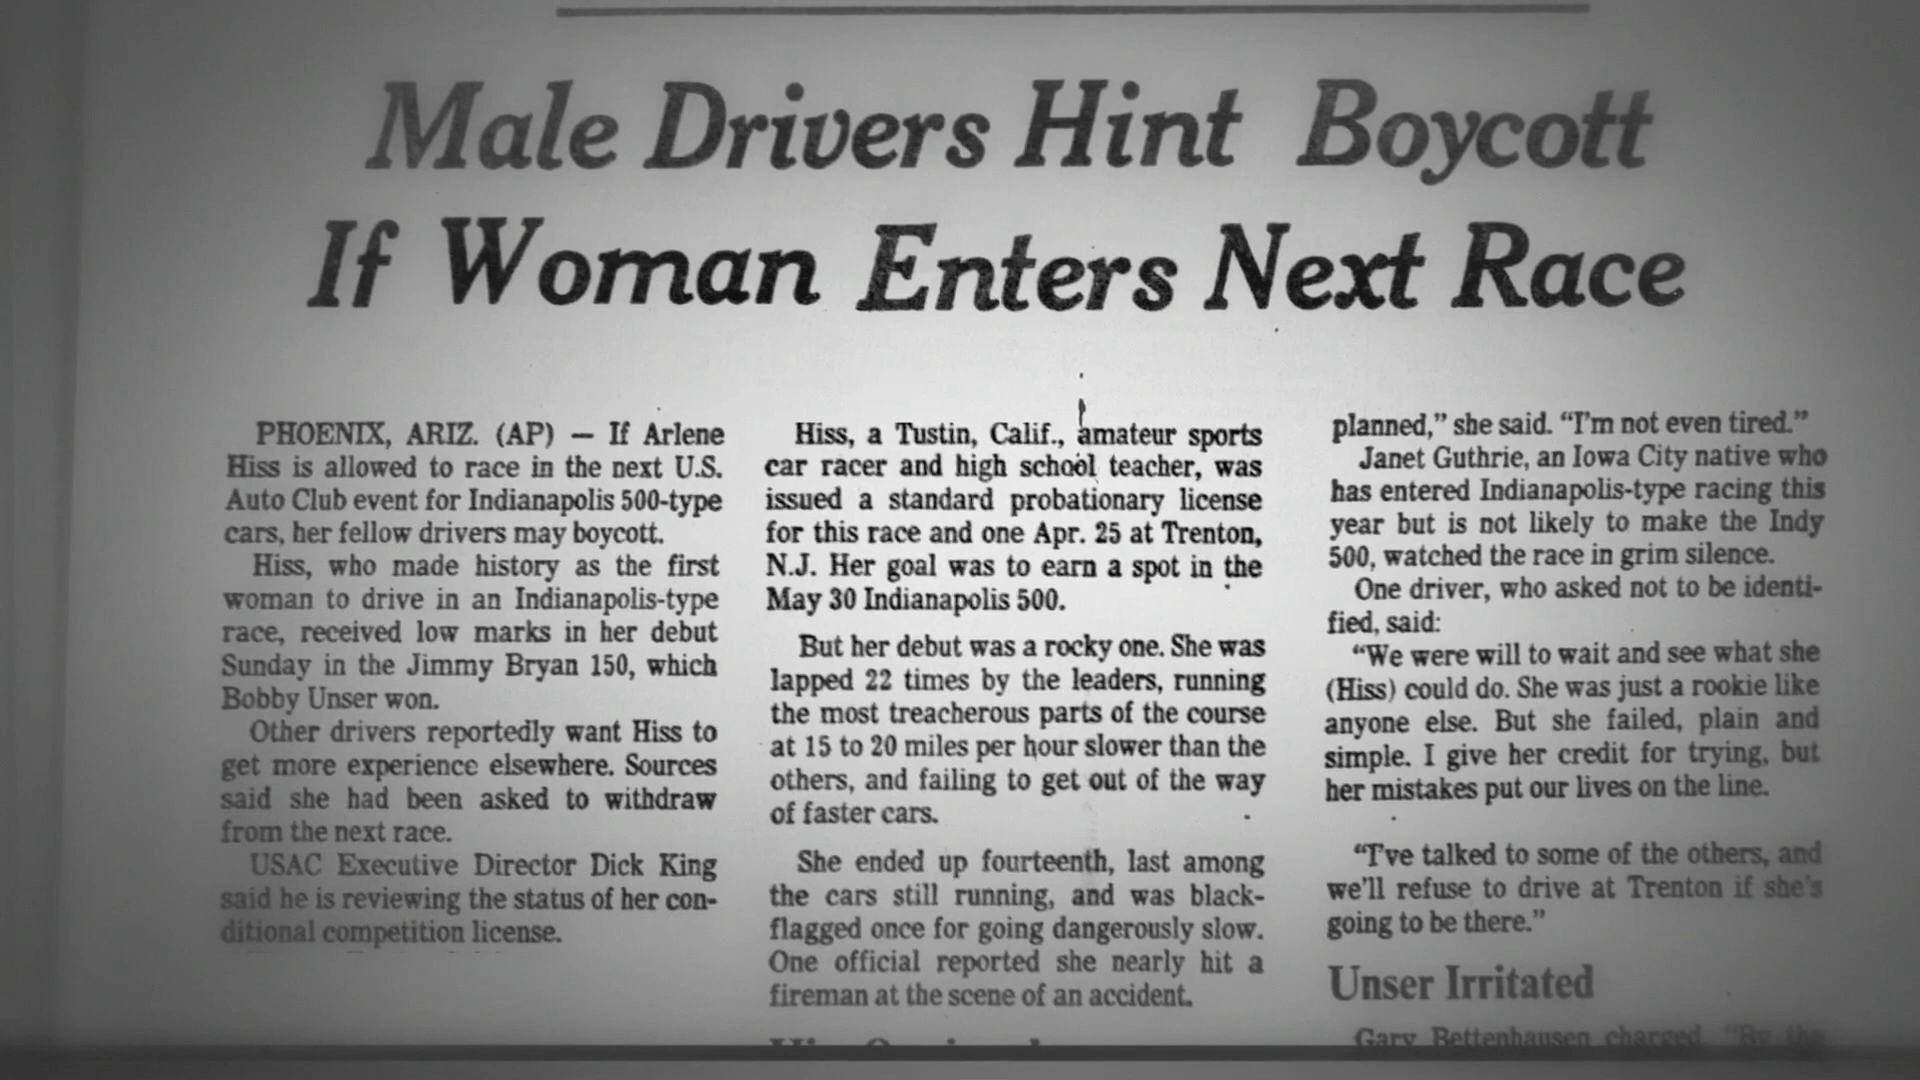 Male Drivers Hint Boycott
If Woman Enters Next Race
PHOENIX, ARIZ. (AP) — If Arlene
Hiss is allowed to race in the next U.S.
Auto Club event for Indianapolis 500-type
cars, her fellow drivers may boycott.
Hiss, who made history as the first
woman to drive in an Indianapolis-type
race, received low marks in her debut
Sunday in the Jimmy Bryan 150, which
Bobby Unser won.
Other drivers reportedly want Hiss to
get more experience elsewhere. Sources
said she had been asked to withdraw
from the next race.
USAC Executive Director Dick King
said he is reviewing the status of her con-
ditional competition license.
Hiss, a Tustin, Calif., amateur sports
car racer and high school teacher, was
issued a standard probationary license
for this race and one Apr. 25 at Trenton,
N.J. Her goal was to earn a spot in the
May 30 Indianapolis 500.
But her debut was a rocky one. She was
lapped 22 times by the leaders, running
the most treacherous parts of the course
at 15 to 20 miles per hour slower than the
others, and failing to get out of the way
of faster cars.
She ended up fourteenth, last among
the cars still running, and was black-
flagged once for going dangerously slow.
One official reported she nearly hit a
fireman at the scene of an accident.
planned,” she said. “I’m not even tired.”
Janet Guthrie, an Iowa City native who
has entered Indianapolis-type racing this
year but is not likely to make the Indy
500, watched the race in grim silence.
One driver, who asked not to be identi-
fied, said:
“We were will to wait and see what she
(Hiss) could do. She was just a rookie like
anyone else. But she failed, plain and
simple. I give her credit for trying, but
her mistakes put our lives on the line.
“I’ve talked to some of the others, and
we’ll refuse to drive at Trenton if she’s
going to be there.”
Unser Irritated
Gary Bettenhausen charged, “By the